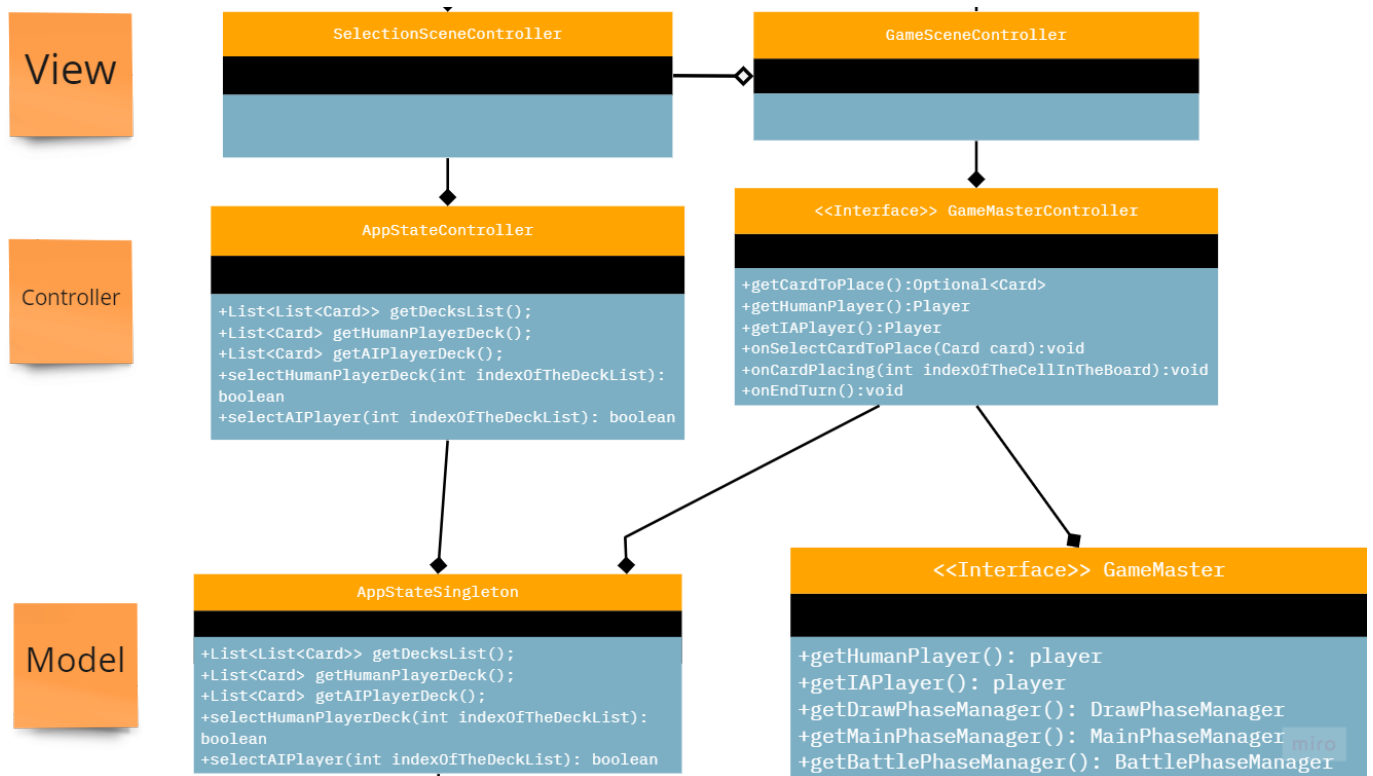 View
SelectionSceneController
GameSceneController
Controller
AppStateController
+List<List<Card>> getDecksList();
+List<Card> getHumanPlayerDeck();
+List<Card> getAIPlayerDeck();
+selectHumanPlayerDeck(int indexOfTheDeckList):
boolean
+selectAIPlayer(int indexOfTheDeckList): boolean
<<Interface>> GameMasterController
+getCardToPlace():Optional<Card>
+getHumanPlayer():Player
+getIAPlayer():Player
+onSelectCardToPlace(Card card):void
+onCardPlacing(int indexOfTheCellInTheBoard):void
+onEndTurn():void
Model
AppStateSingleton
+List<List<Card>> getDecksList();
+List<Card> getHumanPlayerDeck();
+List<Card> getAIPlayerDeck();
+selectHumanPlayerDeck(int indexOfTheDeckList):
boolean
+selectAIPlayer(int indexOfTheDeckList): boolean
<<Interface>> GameMaster
+getHumanPlayer(): player
+getIAPlayer(): player
+getDrawPhaseManager(): DrawPhaseManager
+getMainPhaseManager(): MainPhaseManager
+getBattlePhaseManager(): BattlePhaseManager
miro